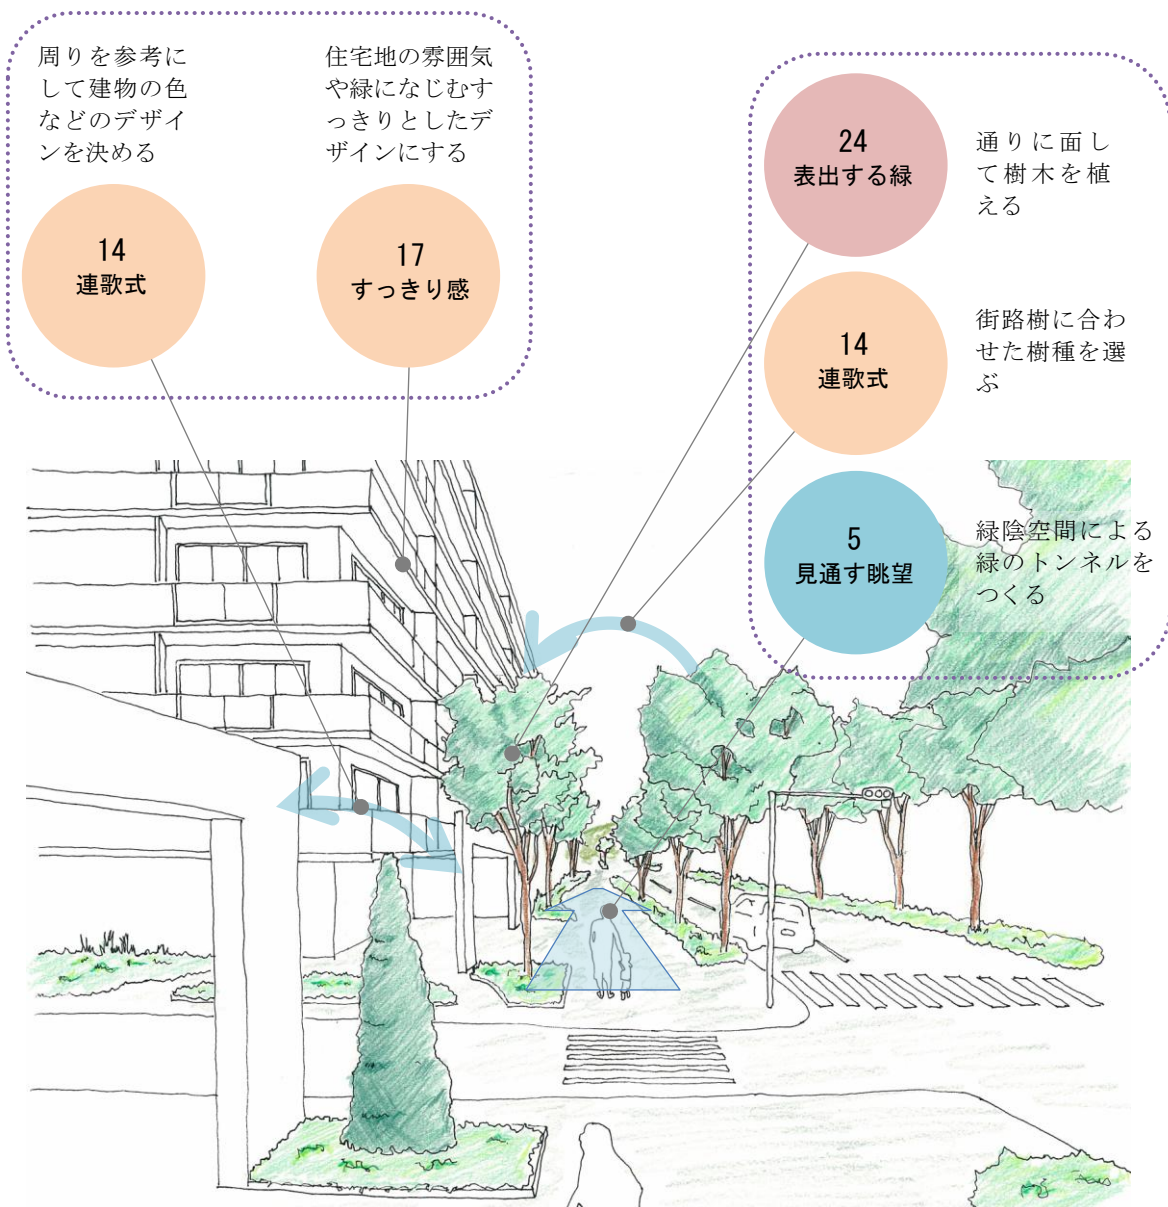 周りを参考に
して建物の色
などのデザイ
ンを決める
14
連歌式
住宅地の雰囲気
や緑になじむす
っきりとしたデ
ザインにする
17
すっきり感
24
表出する緑
通りに面し
て樹木を植
える
14
連歌式
街路樹に合わ
せた樹種を選
ぶ
5
見通す眺望
緑陰空間による
緑のトンネルを
つくる